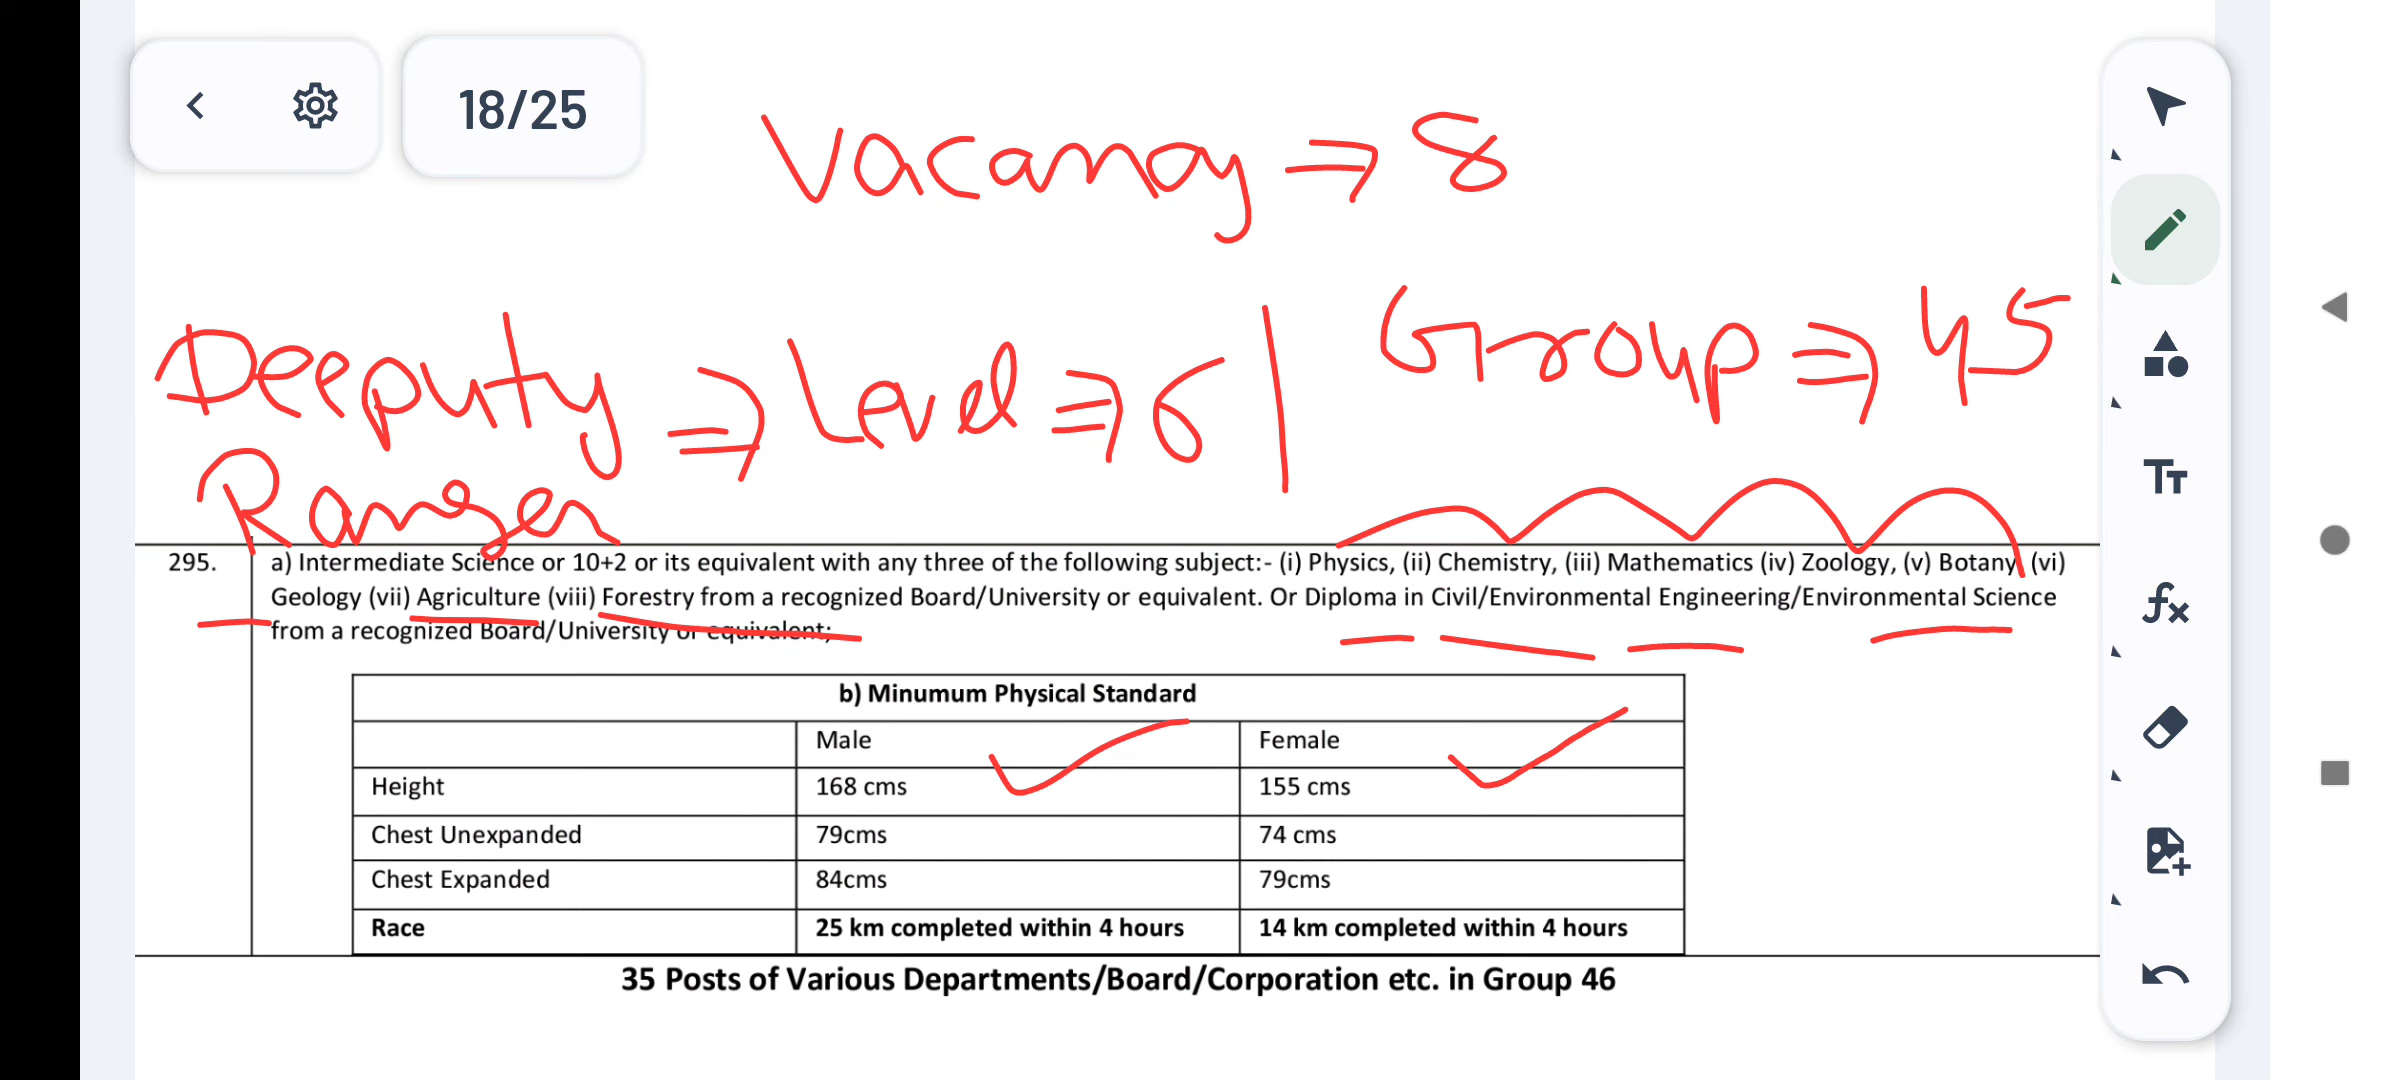 18/25
Vacancy ⇒ 8
Deeputy ⇒ Level ⇒ 6 | Group ⇒ 45
Ranger
295. a) Intermediate Science or 10+2 or its equivalent with any three of the following subject:- (i) Physics, (ii) Chemistry, (iii) Mathematics (iv) Zoology, (v) Botany (vi)
Geology (vii) Agriculture (viii) Forestry from a recognized Board/University or equivalent. Or Diploma in Civil/Environmental Engineering/Environmental Science
from a recognized Board/University or equivalent;
b) Minumum Physical Standard
Male Female
Height 168 cms 155 cms
Chest Unexpanded 79cms 74 cms
Chest Expanded 84cms 79cms
Race 25 km completed within 4 hours 14 km completed within 4 hours
35 Posts of Various Departments/Board/Corporation etc. in Group 46
TT
fx